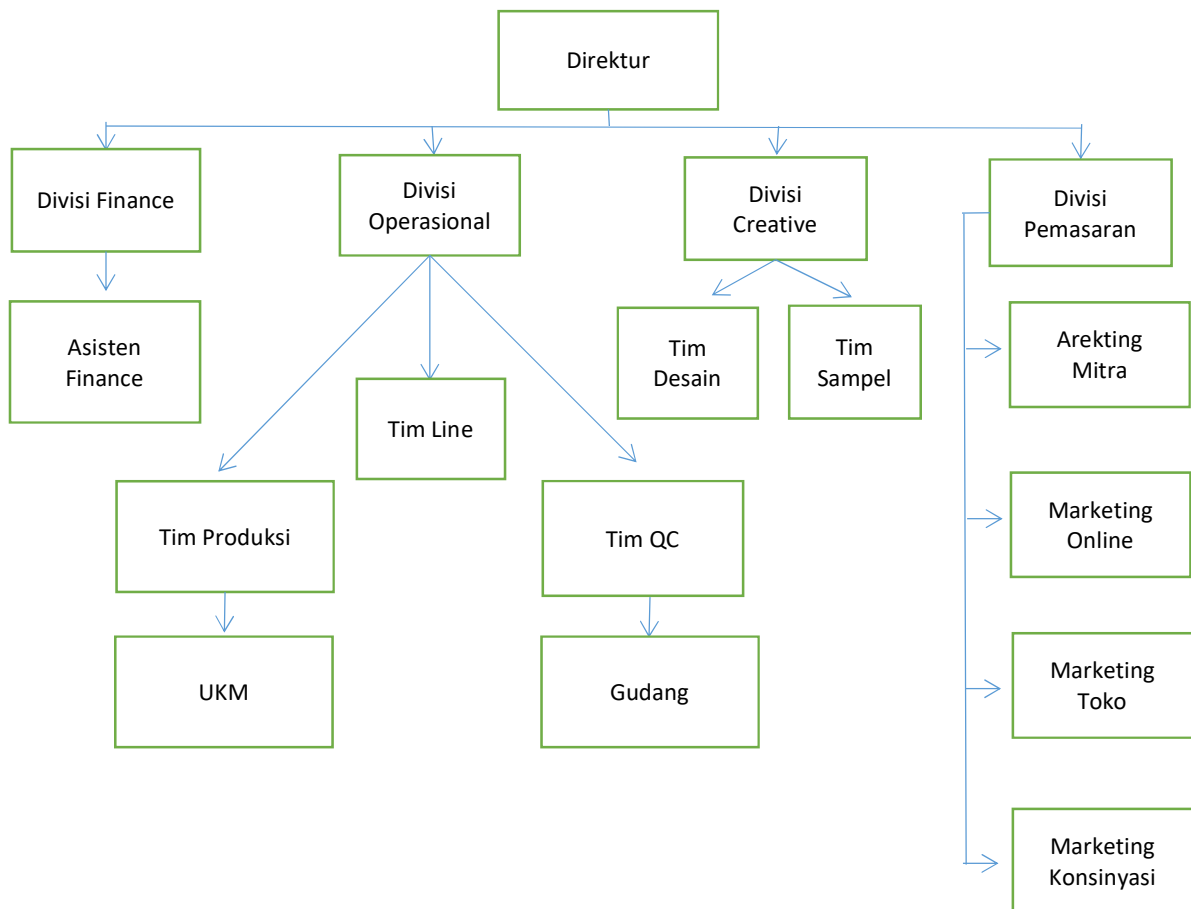 Direktur
Divisi Finance
Divisi
Operasional
Divisi
Creative
Divisi
Pemasaran
Asisten
Finance
Tim
Desain
Tim
Sampel
Arekting
Mitra
Tim Line
Tim Produksi
Tim QC
Marketing
Online
UKM
Gudang
Marketing
Toko
Marketing
Konsinyasi